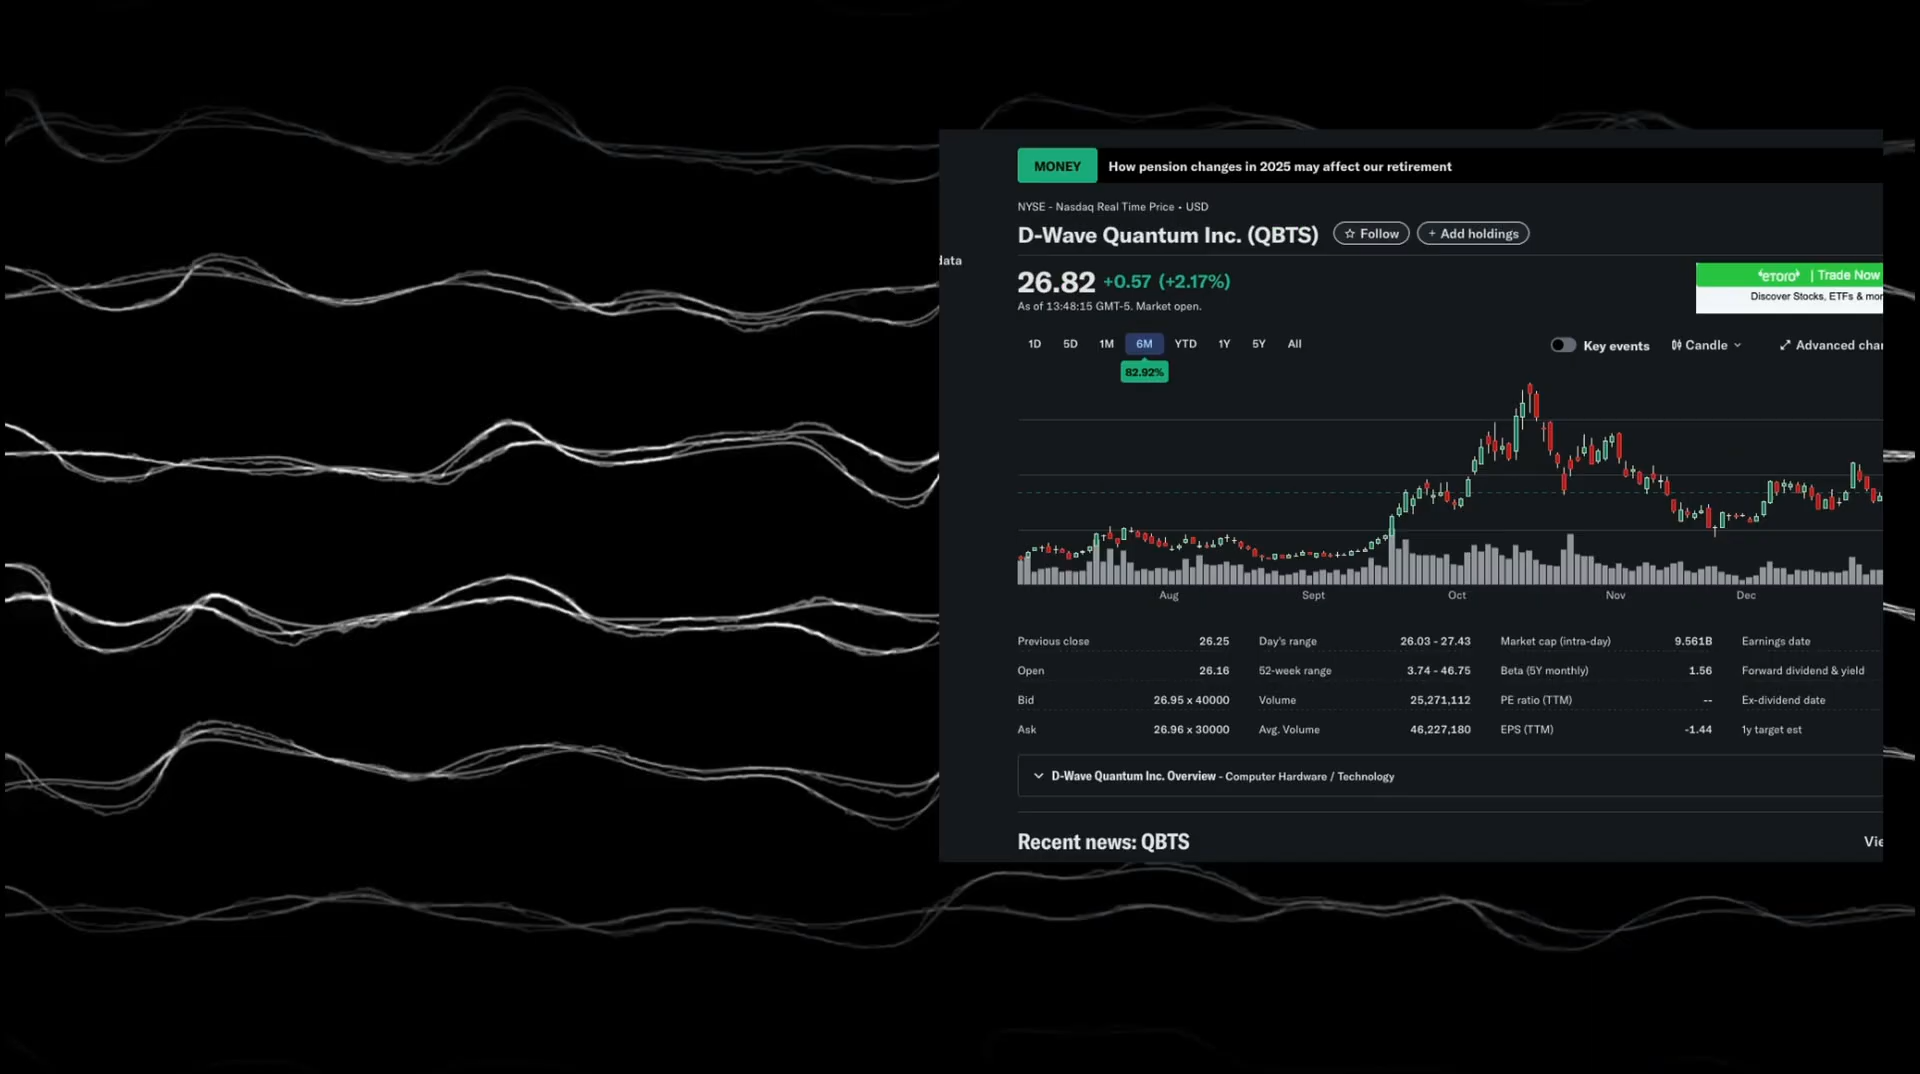 MONEY How pension changes in 2025 may affect our retirement
NYSE - Nasdaq Real Time Price • USD
D-Wave Quantum Inc. (QBTS) Follow + Add holdings
26.82 +0.57 (+2.17%)
As of 13:48:15 GMT-5. Market open.
eTORO | Trade Now
Discover Stocks, ETFs &
1D 5D 1M 6M YTD 1Y 5Y All Key events Candle Advanced
82.92%
Aug Sept Oct Nov Dec
Previous close 26.25 Day's range 26.03 - 27.43 Market cap (intra-day) 9.561B Earnings date
Open 26.16 52-week range 3.74 - 46.75 Beta (5Y monthly) 1.56 Forward dividend & yield
Bid 26.95 x 40000 Volume 25,271,112 PE ratio (TTM) -- Ex-dividend date
Ask 26.96 x 30000 Avg. Volume 46,227,180 EPS (TTM) -1.44 1y target est
D-Wave Quantum Inc. Overview - Computer Hardware / Technology
Recent news: QBTS